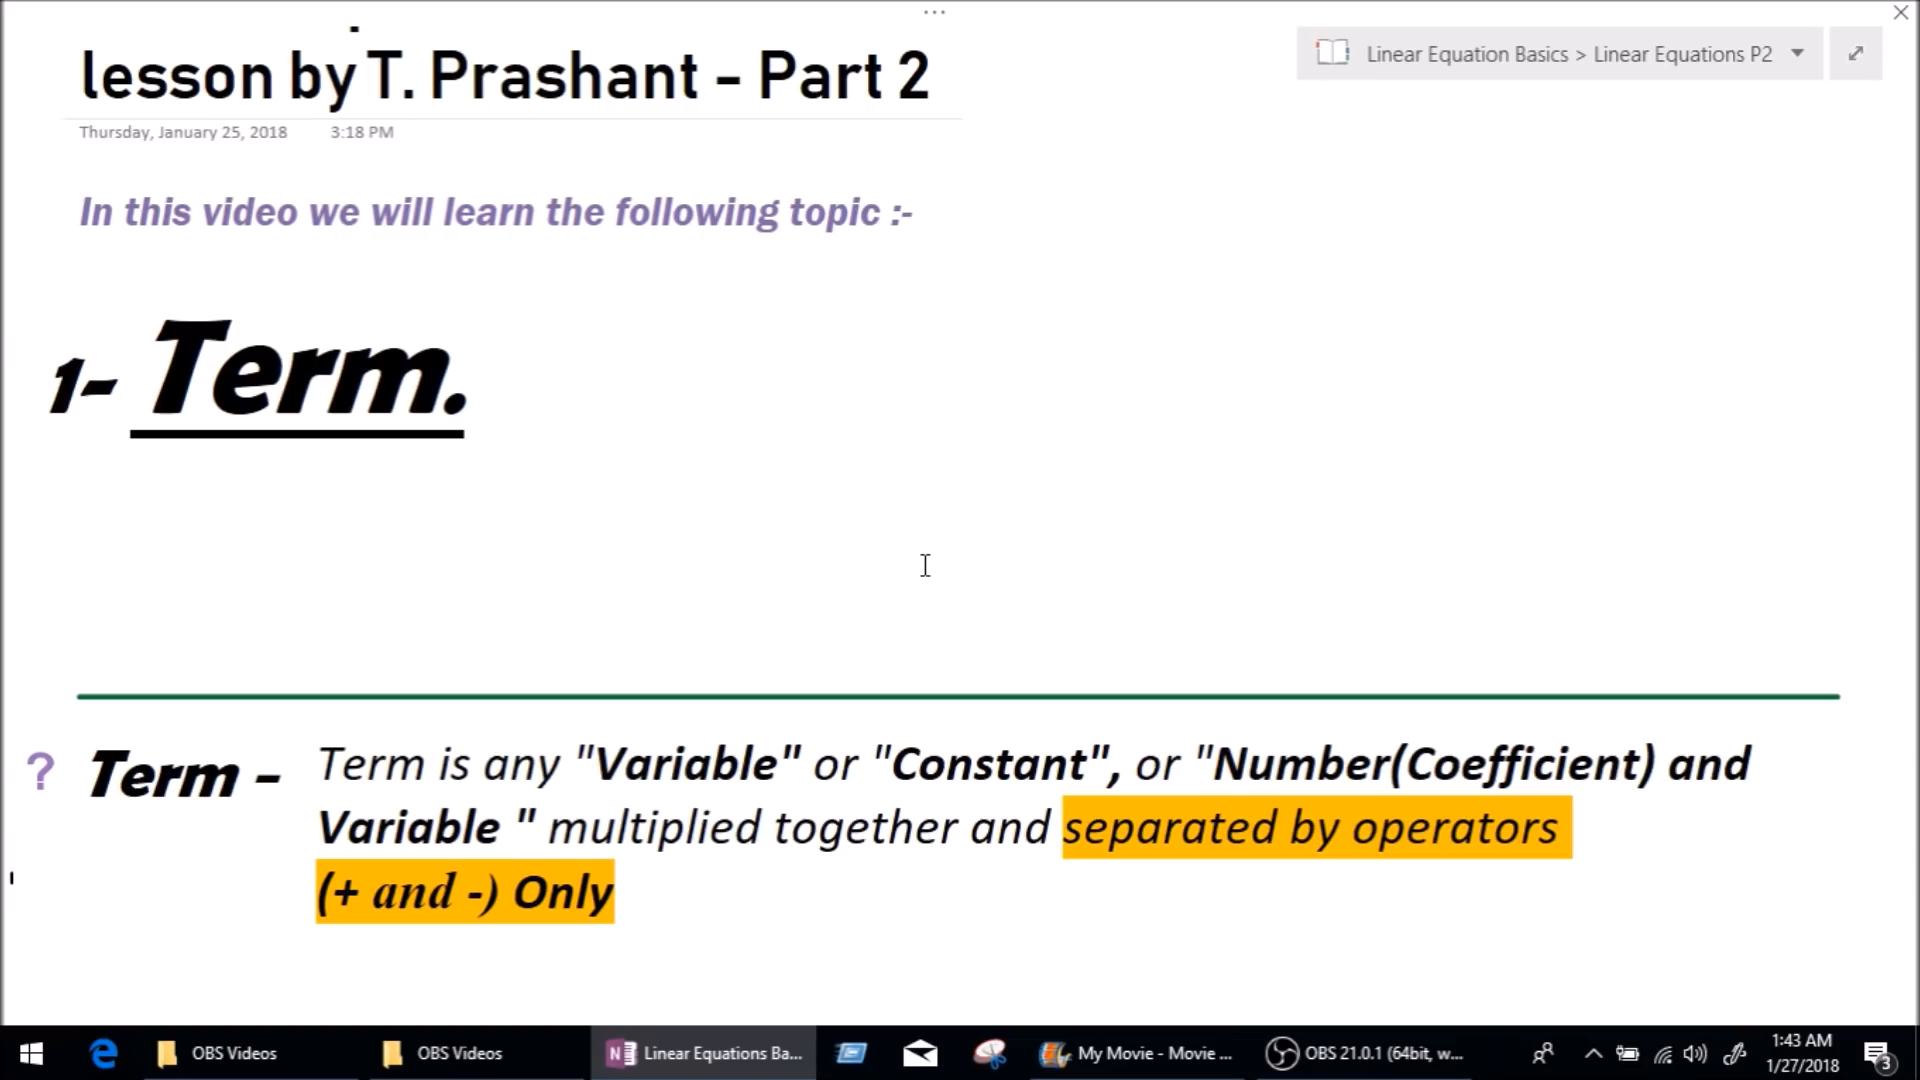 lesson by T. Prashant - Part 2
Linear Equation Basics > Linear Equations P2
Thursday, January 25, 2018 3:18 PM
In this video we will learn the following topic :-
1- Term.
? Term - Term is any "Variable" or "Constant", or "Number(Coefficient) and
Variable " multiplied together and separated by operators
(+ and -) Only
OBS Videos OBS Videos Linear Equations Ba... My Movie - Movie ... OBS 21.0.1 (64bit, w... 1:43 AM
1/27/2018 3